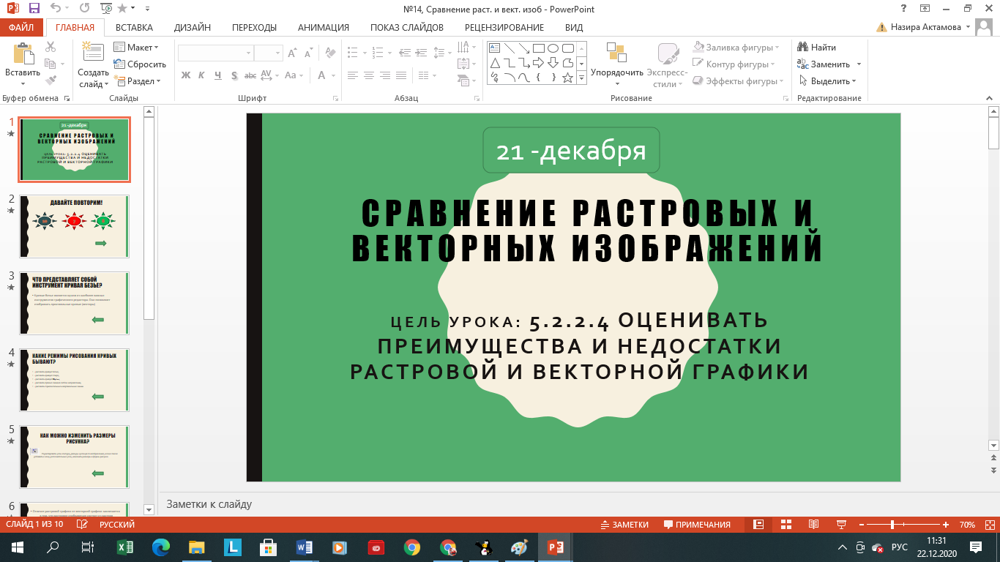 №14, Сравнение раст. и вект. изоб - PowerPoint
ФАЙЛ ГЛАВНАЯ ВСТАВКА ДИЗАЙН ПЕРЕХОДЫ АНИМАЦИЯ ПОКАЗ СЛАЙДОВ РЕЦЕНЗИРОВАНИЕ ВИД Назира Актамова
Вставить
Создать слайд
Макет
Сбросить
Раздел
Ж К Ч S abc AV Aa A
Упорядочить
Экспресс-стили
Заливка фигуры
Контур фигуры
Эффекты фигуры
Найти
Заменить
Выделить
Буфер обмена Слайды Шрифт Абзац Рисование Редактирование
1
21 -декабря
СРАВНЕНИЕ РАСТРОВЫХ И
ВЕКТОРНЫХ ИЗОБРАЖЕНИЙ
ЦЕЛЬ УРОКА: 5.2.2.4 ОЦЕНИВАТЬ
ПРЕИМУЩЕСТВА И НЕДОСТАТКИ
РАСТРОВОЙ И ВЕКТОРНОЙ ГРАФИКИ
2
ДАВАЙТЕ ПОВТОРИМ!
3
ЧТО ПРЕДСТАВЛЯЕТ СОБОЙ
ИНСТРУМЕНТ КРИВАЯ БЕЗЬЕ?
4
КАКИЕ РЕЖИМЫ РИСОВАНИЯ КРИВЫХ
БЫВАЮТ?
5
КАК МОЖНО ИЗМЕНИТЬ РАЗМЕРЫ
РИСУНКА?
6
21 -декабря
СРАВНЕНИЕ РАСТРОВЫХ И
ВЕКТОРНЫХ ИЗОБРАЖЕНИЙ
ЦЕЛЬ УРОКА: 5.2.2.4 ОЦЕНИВАТЬ
ПРЕИМУЩЕСТВА И НЕДОСТАТКИ
РАСТРОВОЙ И ВЕКТОРНОЙ ГРАФИКИ
Заметки к слайду
СЛАЙД 1 ИЗ 10 РУССКИЙ ЗАМЕТКИ ПРИМЕЧАНИЯ 70%
РУС
11:31
22.12.2020